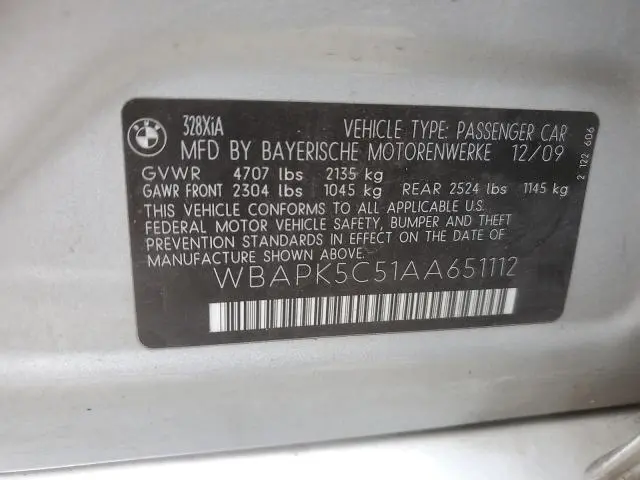 BMW
328XiA
VEHICLE TYPE: PASSENGER CAR
MFD BY BAYERISCHE MOTORENWERKE 12/09
GVWR 4707 lbs 2135 kg
GAWR FRONT 2304 lbs 1045 kg REAR 2524 lbs 1145 kg
THIS VEHICLE CONFORMS TO ALL APPLICABLE U.S.
FEDERAL MOTOR VEHICLE SAFETY, BUMPER AND THEFT
PREVENTION STANDARDS IN EFFECT ON THE DATE OF
MANUFACTURE SHOWN ABOVE.
WBAPK5C51AA651112
2 122 606